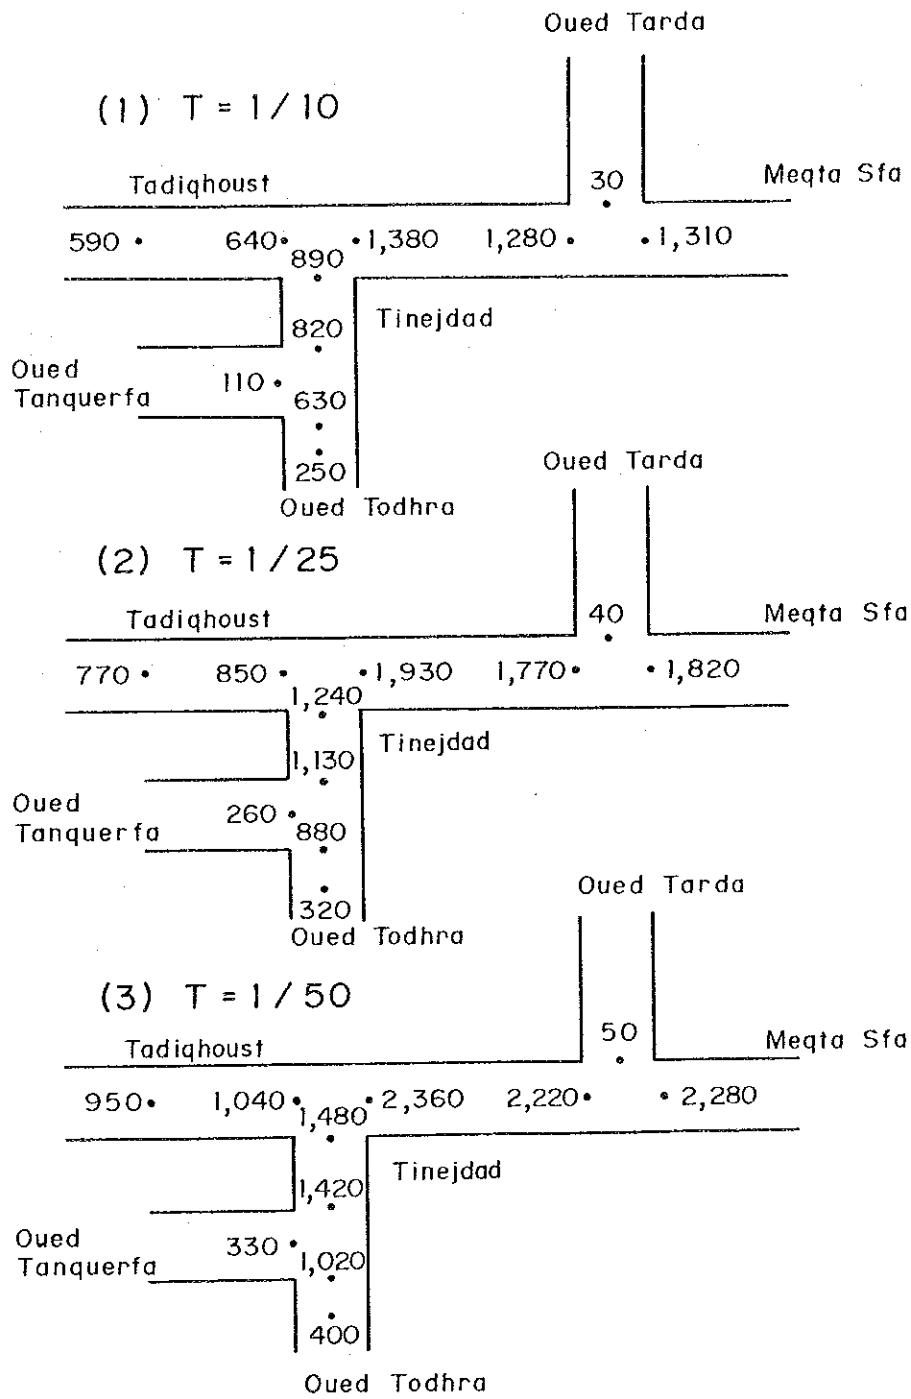 Oued Tarda
(1) T = 1/10
Tadiqhoust
30
Meqta Sfa
590 640 1,380 1,280 1,310
890
Tinejdad
820
Oued
Tanquerfa
110
630
250
Oued Todhra
Oued Tarda
(2) T = 1/25
Tadiqhoust
40
Meqta Sfa
770 850 1,930 1,770 1,820
1,240
Tinejdad
1,130
Oued
Tanquerfa
260
880
320
Oued Todhra
Oued Tarda
(3) T = 1/50
Tadiqhoust
50
Meqta Sfa
950 1,040 2,360 2,220 2,280
1,480
Tinejdad
1,420
Oued
Tanquerfa
330
1,020
400
Oued Todhra